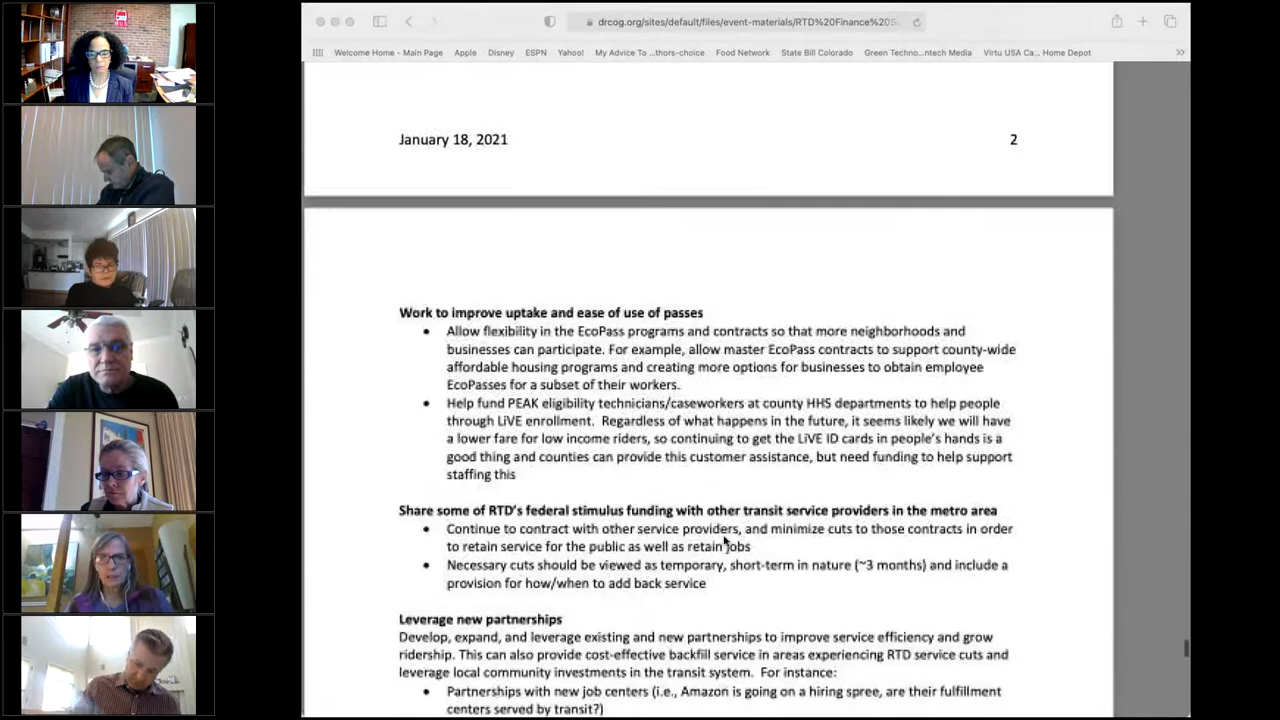 drcog.org/sites/default/files/event-materials/RTD%20Finance%20S
Welcome Home - Main Page Apple Disney ESPN Yahoo! My Advice To ...thors-choice Food Network State Bill Colorado Green Techno...ntech Media Virtu USA Ca... Home Depot
January 18, 2021 2
Work to improve uptake and ease of use of passes
• Allow flexibility in the EcoPass programs and contracts so that more neighborhoods and
businesses can participate. For example, allow master EcoPass contracts to support county-wide
affordable housing programs and creating more options for businesses to obtain employee
EcoPasses for a subset of their workers.
• Help fund PEAK eligibility technicians/caseworkers at county HHS departments to help people
through LiVE enrollment. Regardless of what happens in the future, it seems likely we will have
a lower fare for low income riders, so continuing to get the LiVE ID cards in people's hands is a
good thing and counties can provide this customer assistance, but need funding to help support
staffing this
Share some of RTD's federal stimulus funding with other transit service providers in the metro area
• Continue to contract with other service providers, and minimize cuts to those contracts in order
to retain service for the public as well as retain jobs
• Necessary cuts should be viewed as temporary, short-term in nature (~3 months) and include a
provision for how/when to add back service
Leverage new partnerships
Develop, expand, and leverage existing and new partnerships to improve service efficiency and grow
ridership. This can also provide cost-effective backfill service in areas experiencing RTD service cuts and
leverage local community investments in the transit system. For instance:
• Partnerships with new job centers (i.e., Amazon is going on a hiring spree, are their fulfillment
centers served by transit?)